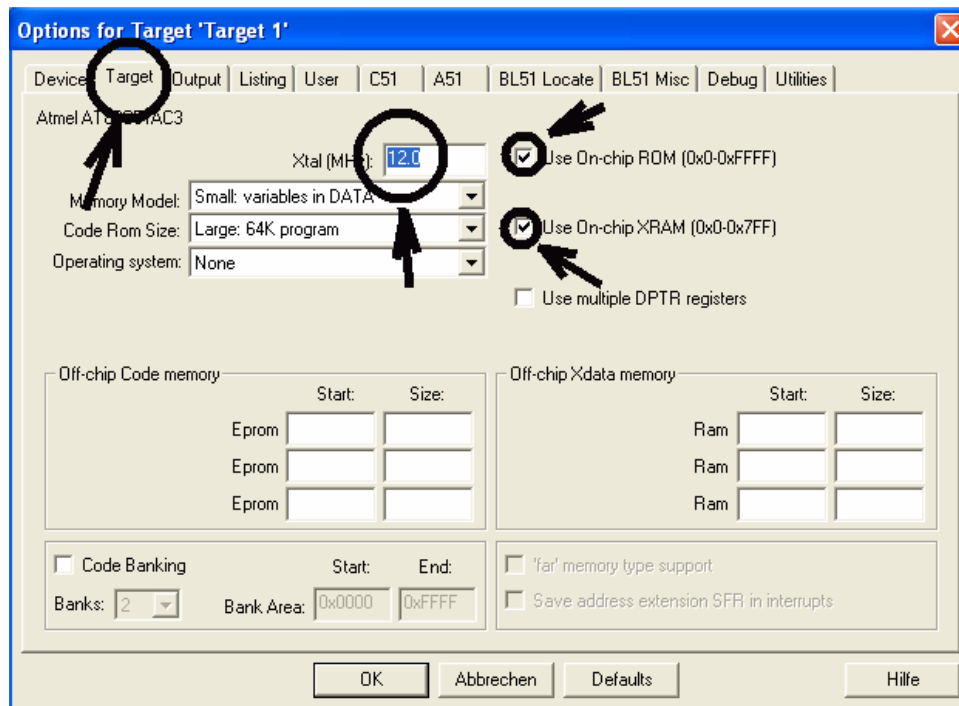 Options for Target 'Target 1'
Device Target Output Listing User C51 A51 BL51 Locate BL51 Misc Debug Utilities
Atmel
Xtal (MHz): 12.0
Use On-chip ROM (0x0-0xFFFF)
Memory Model: Small: variables in DATA
Use On-chip XRAM (0x0-0x7FF)
Code Rom Size: Large: 64K program
Operating system: None
Use multiple DPTR registers
Off-chip Code memory
Start: Size:
Eprom
Eprom
Eprom
Off-chip Xdata memory
Start: Size:
Ram
Ram
Ram
Code Banking Start: End:
Banks: 2 Bank Area: 0x0000 0xFFFF
'far' memory type support
Save address extension SFR in interrupts
OK Abbrechen Defaults Hilfe